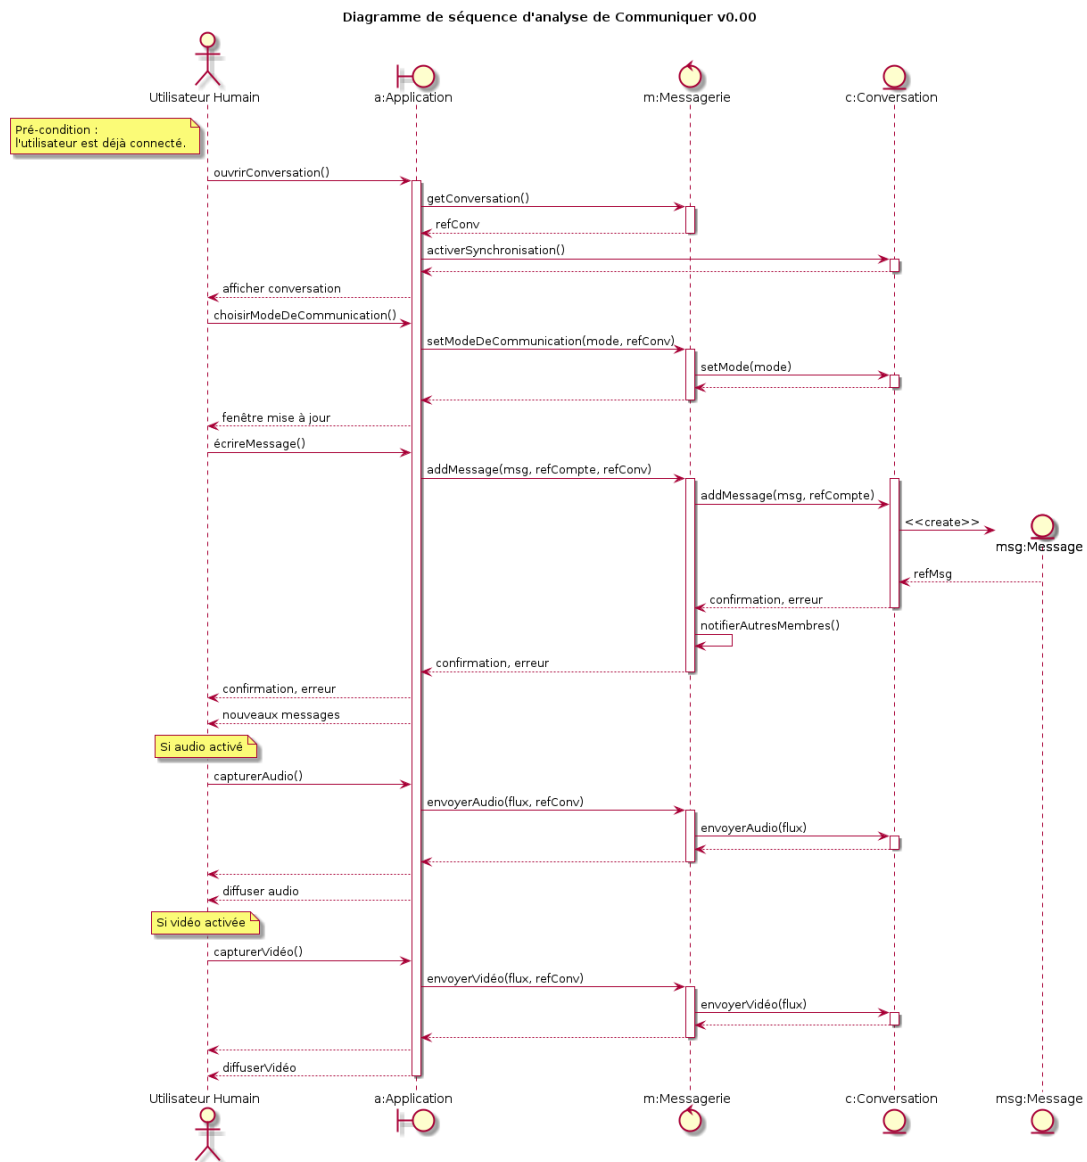 Diagramme de séquence d'analyse de Communiquer v0.00
Utilisateur Humain
a:Application
m:Messagerie
c:Conversation
Pré-condition :
l'utilisateur est déjà connecté.
ouvrirConversation()
getConversation()
refConv
activerSynchronisation()
afficher conversation
choisirModeDeCommunication()
setModeDeCommunication(mode, refConv)
setMode(mode)
fenêtre mise à jour
écrireMessage()
addMessage(msg, refCompte, refConv)
addMessage(msg, refCompte)
<<create>>
msg:Message
refMsg
confirmation, erreur
notifierAutresMembres()
confirmation, erreur
confirmation, erreur
nouveaux messages
Si audio activé
capturerAudio()
envoyerAudio(flux, refConv)
envoyerAudio(flux)
diffuser audio
Si vidéo activée
capturerVidéo()
envoyerVidéo(flux, refConv)
envoyerVidéo(flux)
diffuserVidéo
Utilisateur Humain
a:Application
m:Messagerie
c:Conversation
msg:Message